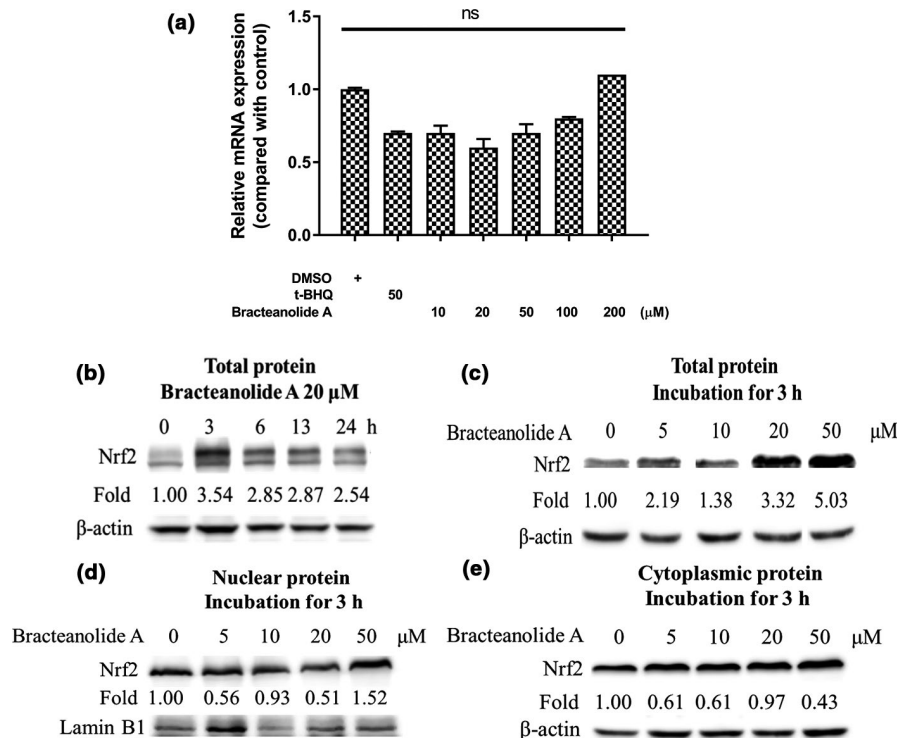 (a)
ns
Relative mRNA expression
(compared with control)
1.5
1.0
0.5
0.0
DMSO +
t-BHQ 50
Bracteanolide A 10 20 50 100 200 (μM)
(b)
Total protein
Bracteanolide A 20 μM
0 3 6 13 24 h
Nrf2
Fold 1.00 3.54 2.85 2.87 2.54
β-actin
(c)
Total protein
Incubation for 3 h
Bracteanolide A 0 5 10 20 50 μM
Nrf2
Fold 1.00 2.19 1.38 3.32 5.03
β-actin
(d)
Nuclear protein
Incubation for 3 h
Bracteanolide A 0 5 10 20 50 μM
Nrf2
Fold 1.00 0.56 0.93 0.51 1.52
Lamin B1
(e)
Cytoplasmic protein
Incubation for 3 h
Bracteanolide A 0 5 10 20 50 μM
Nrf2
Fold 1.00 0.61 0.61 0.97 0.43
β-actin